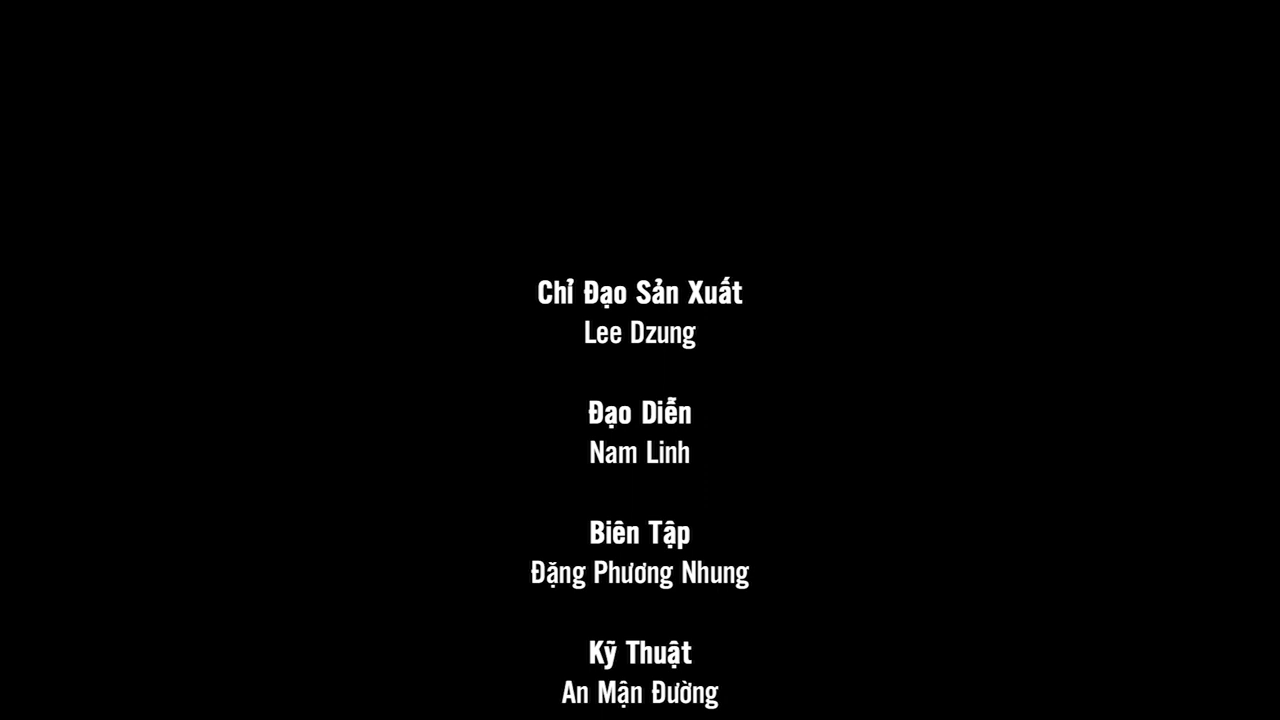 Chỉ Đạo Sản Xuất
Lee Dzung
Đạo Diễn
Nam Linh
Biên Tập
Đặng Phương Nhung
Kỹ Thuật
An Mận Đường